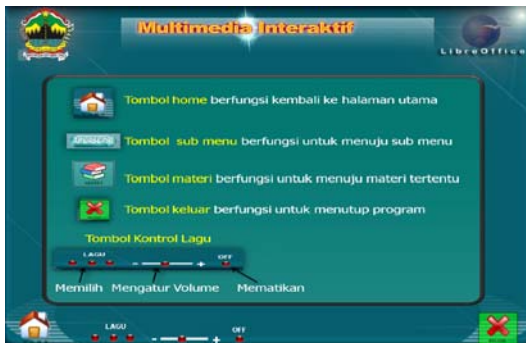 Multimedia Interaktif
LibreOffice
Tombol home berfungsi kembali ke halaman utama
Tombol sub menu berfungsi untuk menuju sub menu
Tombol materi berfungsi untuk menuju materi tertentu
Tombol keluar berfungsi untuk menutup program
Tombol Kontrol Lagu
LAGU - + OFF
Memilih Mengatur Volume Mematikan
LAGU - + OFF